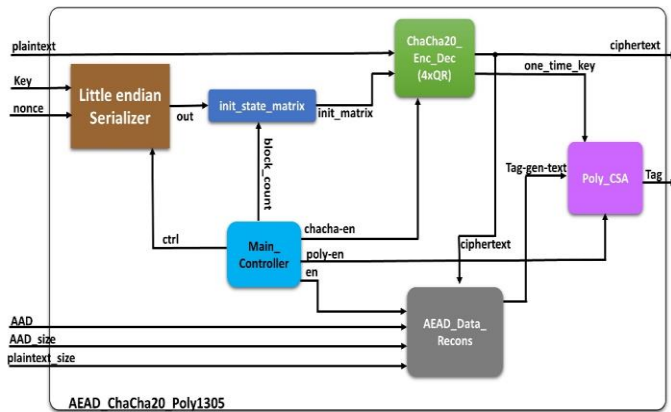 plaintext
ChaCha20_
Enc_Dec
(4xQR)
ciphertext
one_time_key
Key
nonce
Little endian
Serializer
out
init_state_matrix
init_matrix
block_count
Tag-gen-text
Poly_CSA
Tag
ctrl
Main_
Controller
chacha-en
poly-en
en
ciphertext
AEAD_Data_
Recons
AAD
AAD_size
plaintext_size
AEAD_ChaCha20_Poly1305